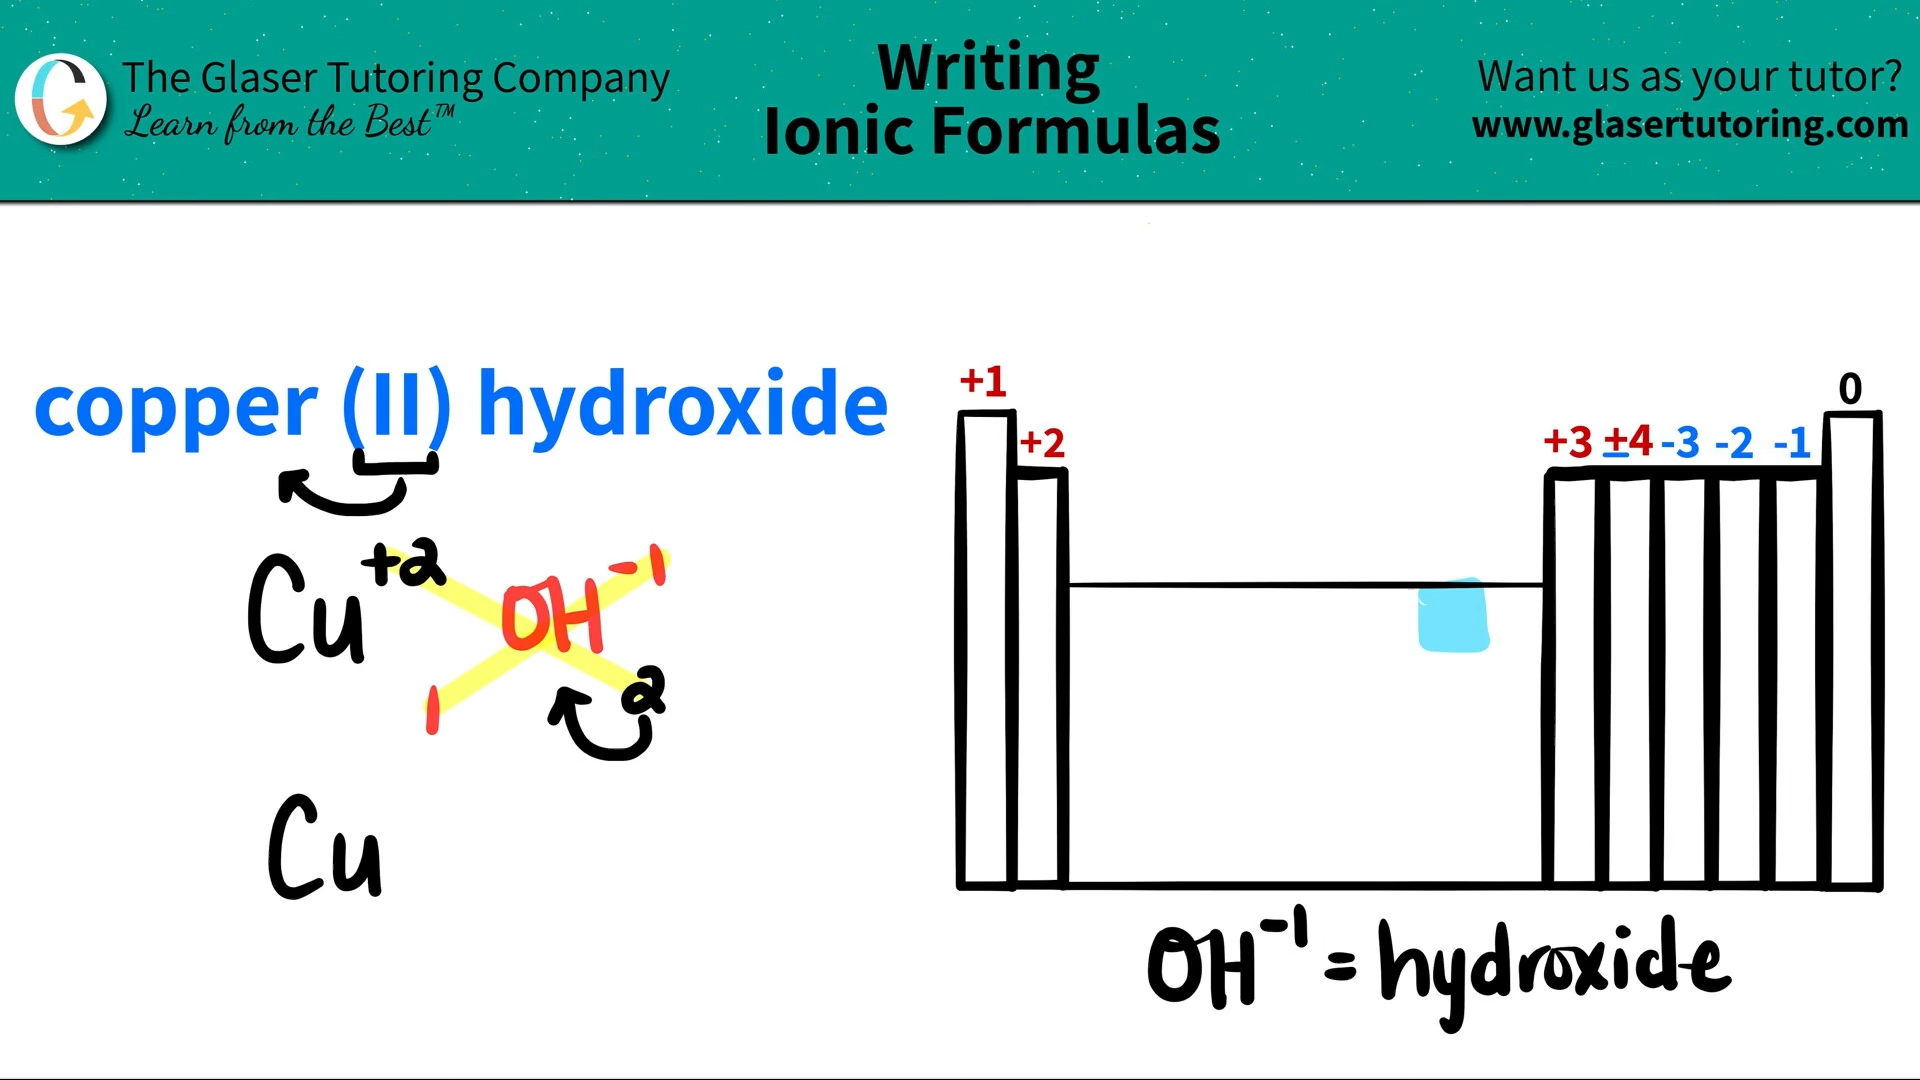 The Glaser Tutoring Company
Learn from the Best™
Writing
Ionic Formulas
Want us as your tutor?
www.glasertutoring.com
copper (II) hydroxide
Cu⁺² OH⁻¹
1 2
Cu
+1 0
+2 +3 ±4 -3 -2 -1
OH⁻¹ = hydroxide